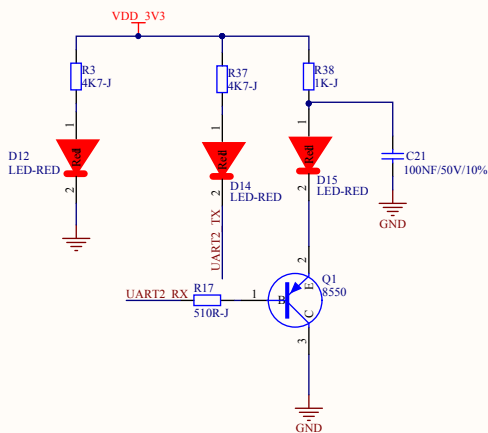 VDD_3V3
R3
4K7-J
R37
4K7-J
R38
1K-J
1
1
1
Red
Red
Red
D12
LED-RED
C21
100NF/50V/10%
2
2
2
D14
LED-RED
D15
LED-RED
GND
UART2_TX
2
Q1
8550
E
UART2_RX
R17
510R-J
1
B
C
3
GND